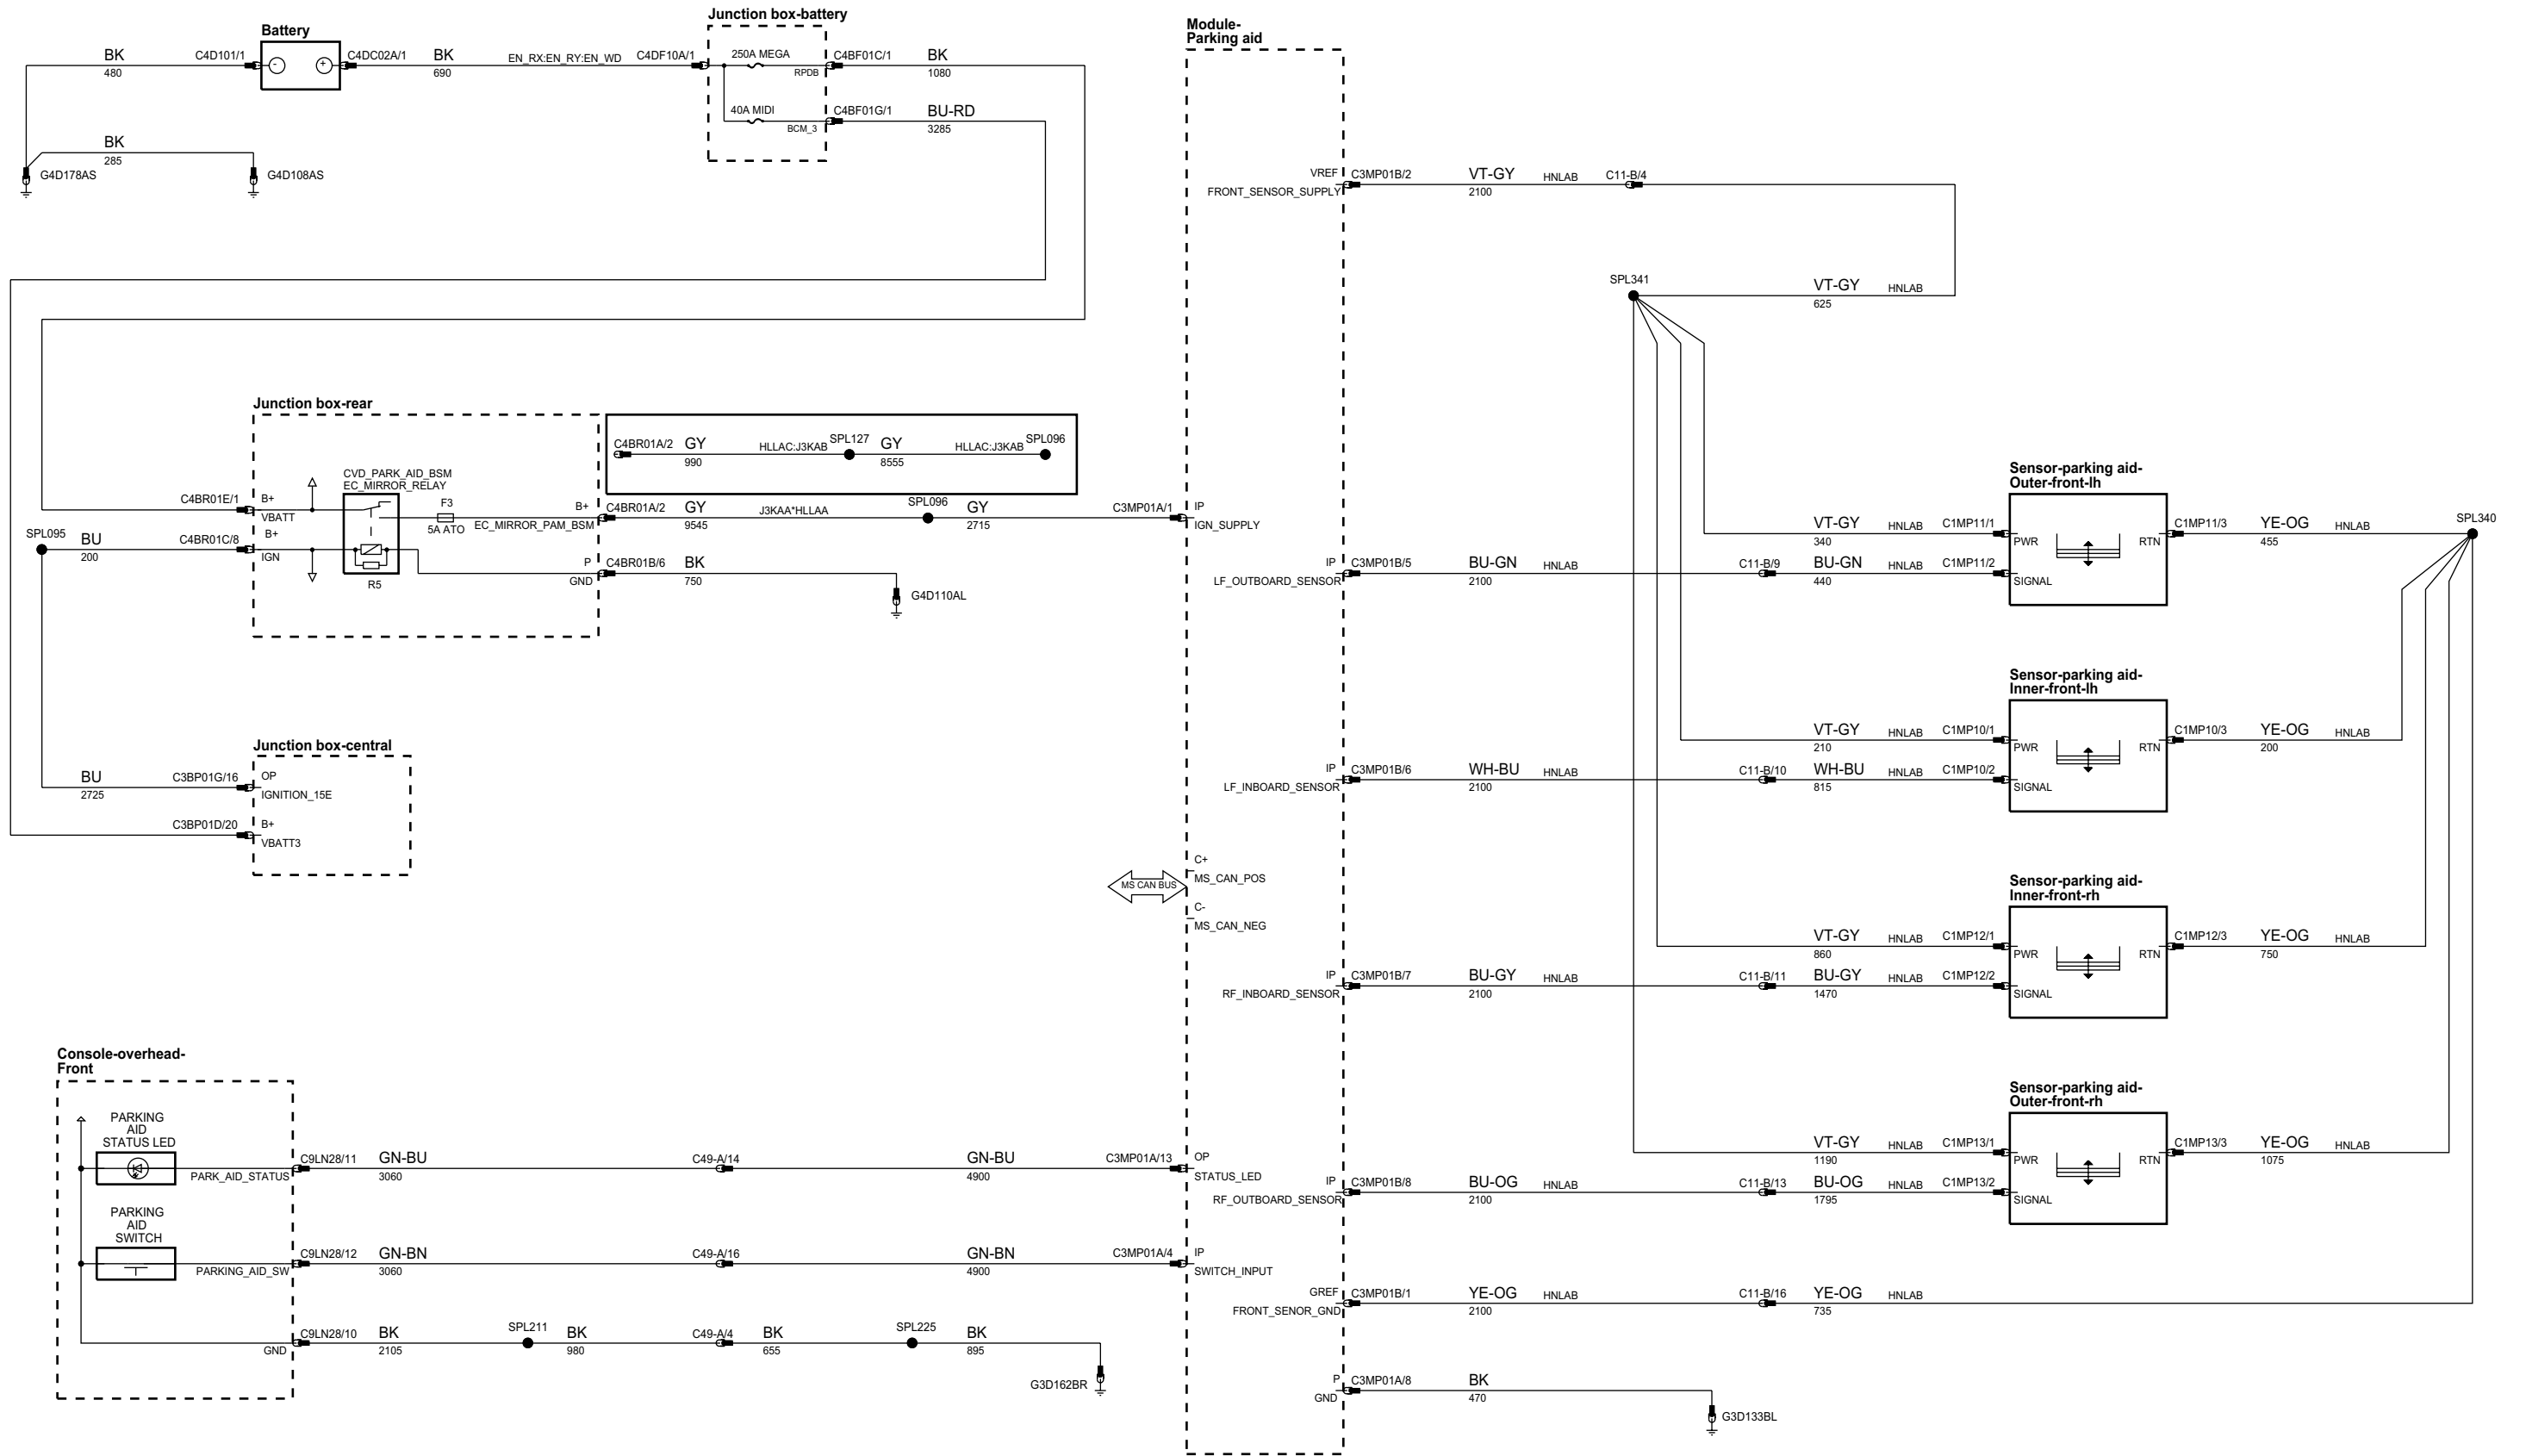 Junction box-battery
Battery
BK
480
C4D101/1
-
+
C4DC02A/1
BK
690
EN_RX:EN_RY:EN_WD
C4DF10A/1
250A MEGA
RPDB
C4BF01C/1
BK
1080
40A MIDI
BCM_3
C4BF01G/1
BU-RD
3285
BK
285
G4D178AS
G4D108AS
Module-
Parking aid
VREF
FRONT_SENSOR_SUPPLY
C3MP01B/2
VT-GY
2100
HNLAB
C11-B/4
SPL341
VT-GY
625
HNLAB
Junction box-rear
C4BR01A/2
GY
990
HLLAC:J3KAB
SPL127
GY
8555
HLLAC:J3KAB
SPL096
CVD_PARK_AID_BSM
EC_MIRROR_RELAY
C4BR01E/1
B+
VBATT
F3
5A ATO
B+
EC_MIRROR_PAM_BSM
C4BR01A/2
GY
9545
J3KAA*HLLAA
SPL096
GY
2715
C3MP01A/1
IP
IGN_SUPPLY
SPL095
BU
200
C4BR01C/8
B+
IGN
R5
P
GND
C4BR01B/6
BK
750
G4D110AL
Sensor-parking aid-
Outer-front-lh
VT-GY
340
HNLAB
C1MP11/1
PWR
RTN
C1MP11/3
YE-OG
455
HNLAB
SPL340
IP
LF_OUTBOARD_SENSOR
C3MP01B/5
BU-GN
2100
HNLAB
C11-B/9
BU-GN
440
HNLAB
C1MP11/2
SIGNAL
Sensor-parking aid-
Inner-front-lh
VT-GY
210
HNLAB
C1MP10/1
PWR
RTN
C1MP10/3
YE-OG
200
HNLAB
IP
LF_INBOARD_SENSOR
C3MP01B/6
WH-BU
2100
HNLAB
C11-B/10
WH-BU
815
HNLAB
C1MP10/2
SIGNAL
Junction box-central
BU
2725
C3BP01G/16
OP
IGNITION_15E
C3BP01D/20
B+
VBATT3
MS CAN BUS
C+
MS_CAN_POS
C-
MS_CAN_NEG
Sensor-parking aid-
Inner-front-rh
VT-GY
860
HNLAB
C1MP12/1
PWR
RTN
C1MP12/3
YE-OG
750
HNLAB
IP
RF_INBOARD_SENSOR
C3MP01B/7
BU-GY
2100
HNLAB
C11-B/11
BU-GY
1470
HNLAB
C1MP12/2
SIGNAL
Console-overhead-
Front
PARKING
AID
STATUS LED
PARK_AID_STATUS
C9LN28/11
GN-BU
3060
C49-A/14
GN-BU
4900
C3MP01A/13
OP
STATUS_LED
Sensor-parking aid-
Outer-front-rh
VT-GY
1190
HNLAB
C1MP13/1
PWR
RTN
C1MP13/3
YE-OG
1075
HNLAB
IP
RF_OUTBOARD_SENSOR
C3MP01B/8
BU-OG
2100
HNLAB
C11-B/13
BU-OG
1795
HNLAB
C1MP13/2
SIGNAL
PARKING
AID
SWITCH
PARKING_AID_SW
C9LN28/12
GN-BN
3060
C49-A/16
GN-BN
4900
C3MP01A/4
IP
SWITCH_INPUT
GREF
FRONT_SENOR_GND
C3MP01B/1
YE-OG
2100
HNLAB
C11-B/16
YE-OG
735
HNLAB
GND
C9LN28/10
BK
2105
SPL211
BK
980
C49-A/4
BK
655
SPL225
BK
895
G3D162BR
P
GND
C3MP01A/8
BK
470
G3D133BL